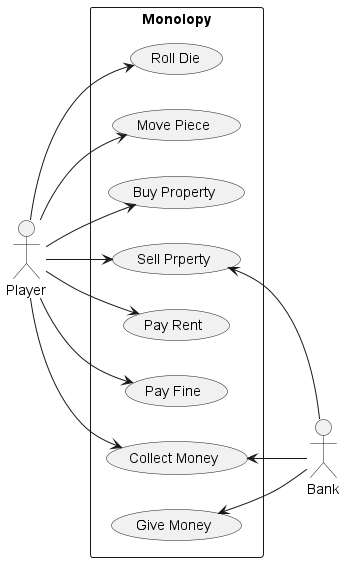 Monolopy
Roll Die
Move Piece
Buy Property
Sell Prperty
Player
Pay Rent
Pay Fine
Collect Money
Bank
Give Money